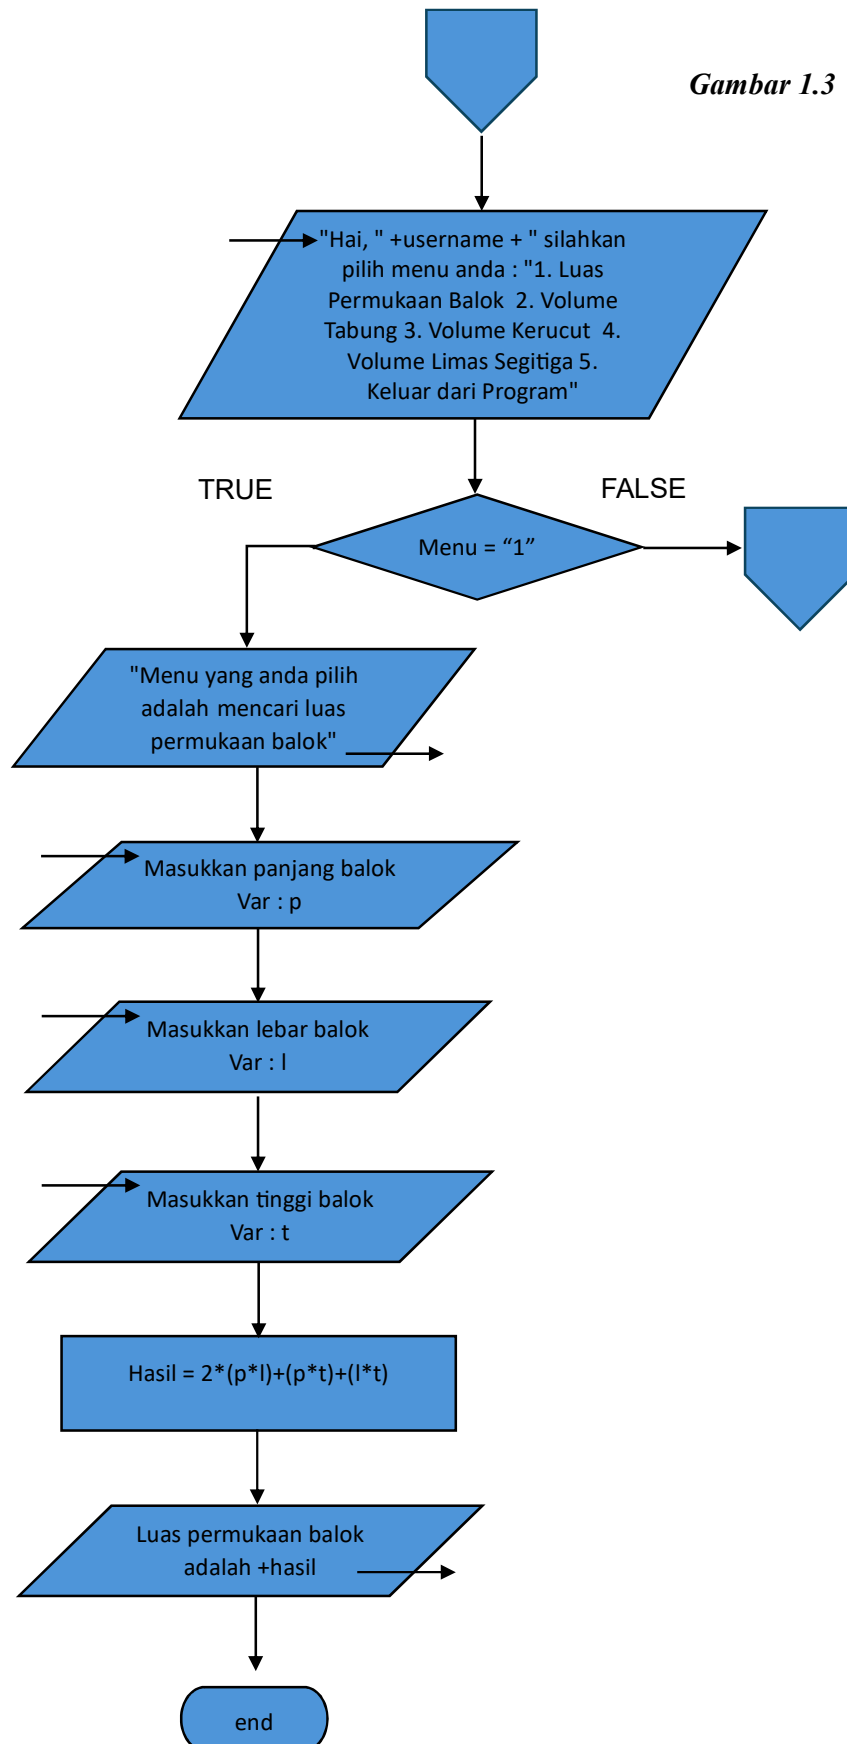 Gambar 1.3
"Hai, " +username + " silahkan
pilih menu anda : "1. Luas
Permukaan Balok  2. Volume
Tabung 3. Volume Kerucut  4.
Volume Limas Segitiga 5.
Keluar dari Program"
TRUE
FALSE
Menu = “1”
"Menu yang anda pilih
adalah mencari luas
permukaan balok"
Masukkan panjang balok
Var : p
Masukkan lebar balok
Var : l
Masukkan tinggi balok
Var : t
Hasil = 2*(p*l)+(p*t)+(l*t)
Luas permukaan balok
adalah +hasil
end